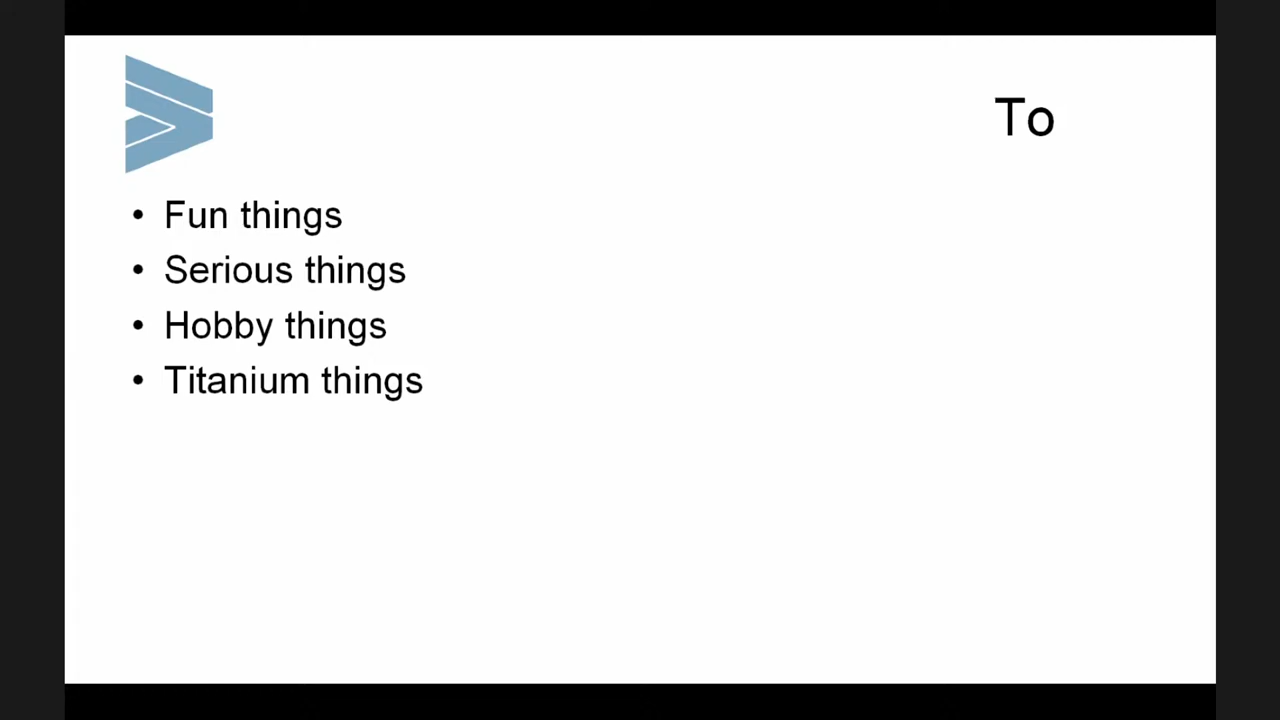 To
• Fun things
• Serious things
• Hobby things
• Titanium things